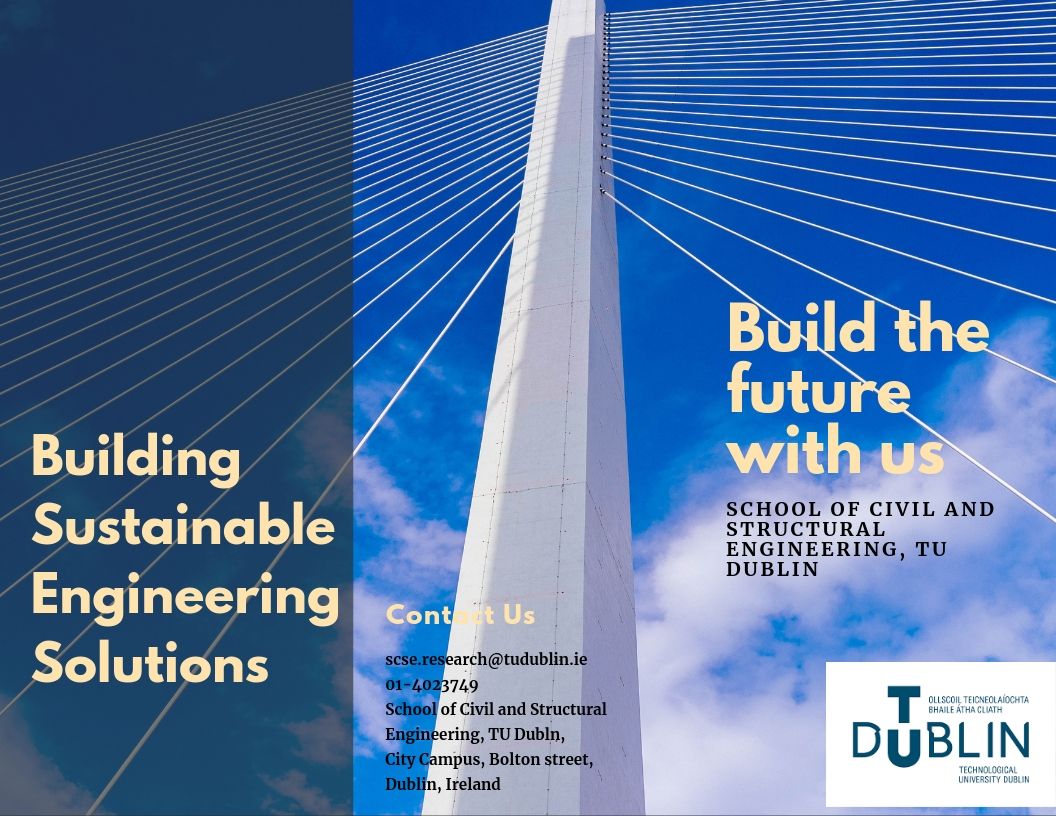 Building
Sustainable
Engineering
Solutions
Contact Us
scse.research@tudublin.ie
01-4023749
School of Civil and Structural
Engineering, TU Dubln,
City Campus, Bolton street,
Dublin, Ireland
Build the
future
with us
SCHOOL OF CIVIL AND
STRUCTURAL
ENGINEERING, TU
DUBLIN
OLLSCOIL TEICNEOLAÍOCHTA
BHAILE ÁTHA CLIATH
TU DUBLIN
TECHNOLOGICAL
UNIVERSITY DUBLIN